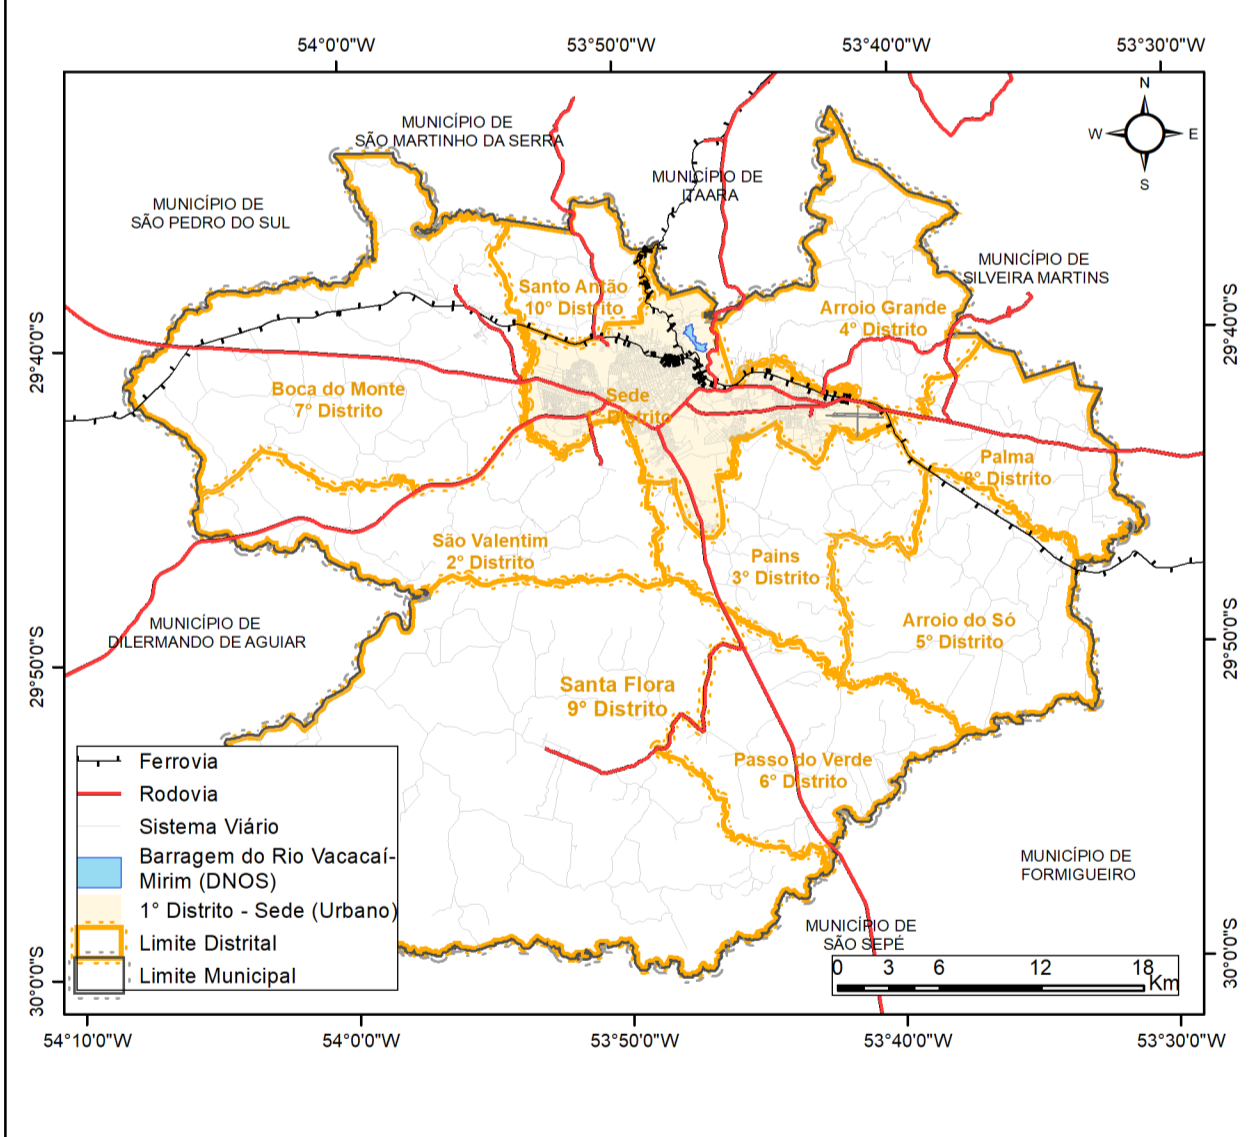 54°0'0"W
53°50'0"W
53°40'0"W
53°30'0"W
N
W
E
S
MUNICÍPIO DE
SÃO MARTINHO DA SERRA
MUNICÍPIO DE
ITAARA
MUNICÍPIO DE
SÃO PEDRO DO SUL
MUNICÍPIO DE
SILVEIRA MARTINS
Santo Antão
10° Distrito
Arroio Grande
4° Distrito
29°40'0"S
29°40'0"S
Boca do Monte
7° Distrito
Sede
Distrito
Palma
8° Distrito
São Valentim
2° Distrito
Pains
3° Distrito
Arroio do Só
5° Distrito
MUNICÍPIO DE
DILERMANDO DE AGUIAR
29°50'0"S
29°50'0"S
Santa Flora
9° Distrito
Passo do Verde
6° Distrito
Ferrovia
Rodovia
Sistema Viário
Barragem do Rio Vacacaí-
Mirim (DNOS)
1° Distrito - Sede (Urbano)
Limite Distrital
Limite Municipal
MUNICÍPIO DE
FORMIGUEIRO
MUNICÍPIO DE
SÃO SEPÉ
0 3 6 12 18
Km
30°0'0"S
30°0'0"S
54°10'0"W
54°0'0"W
53°50'0"W
53°40'0"W
53°30'0"W